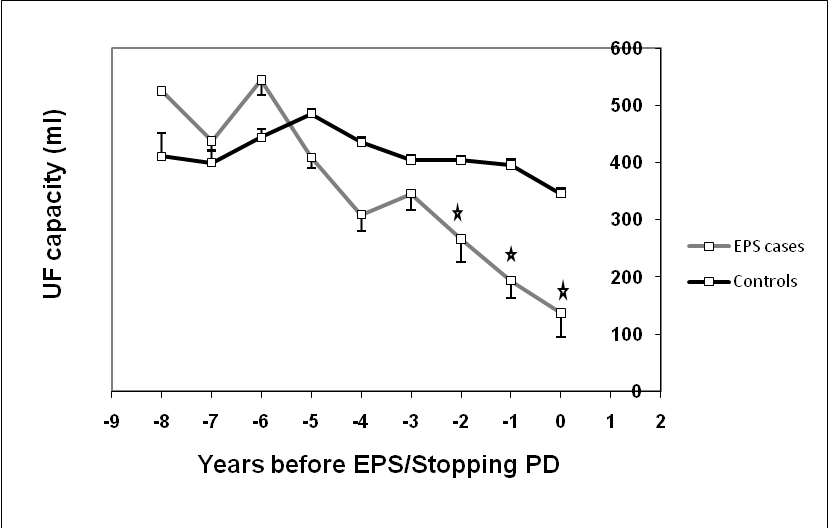 600
500
400
300
200
100
0
UF capacity (ml)
EPS cases
Controls
-9 -8 -7 -6 -5 -4 -3 -2 -1 0 1 2
Years before EPS/Stopping PD